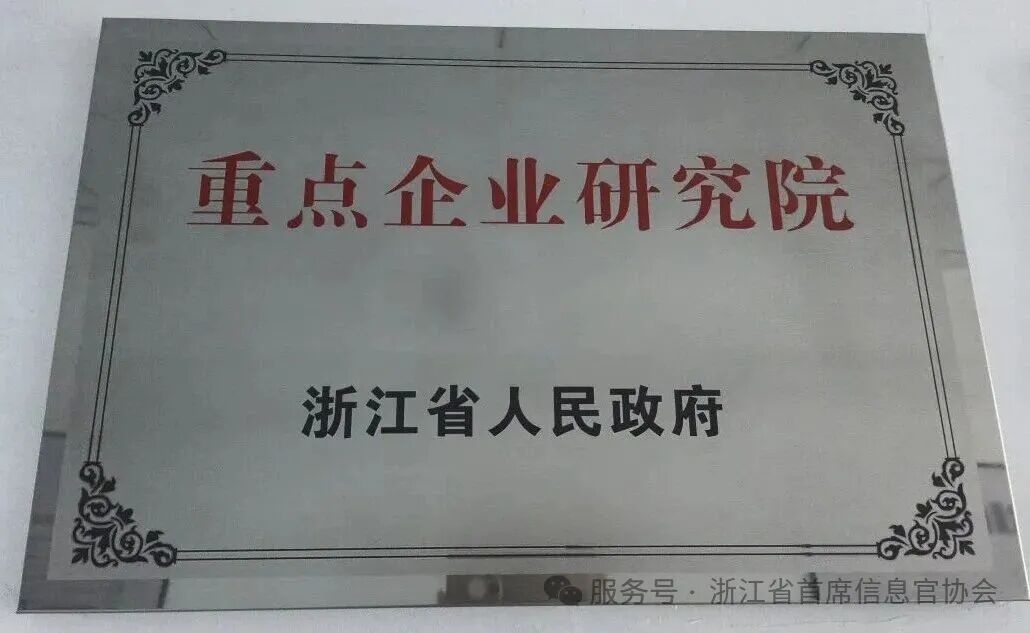 重点企业研究院
浙江省人民政府
服务号·浙江省首席信息官协会